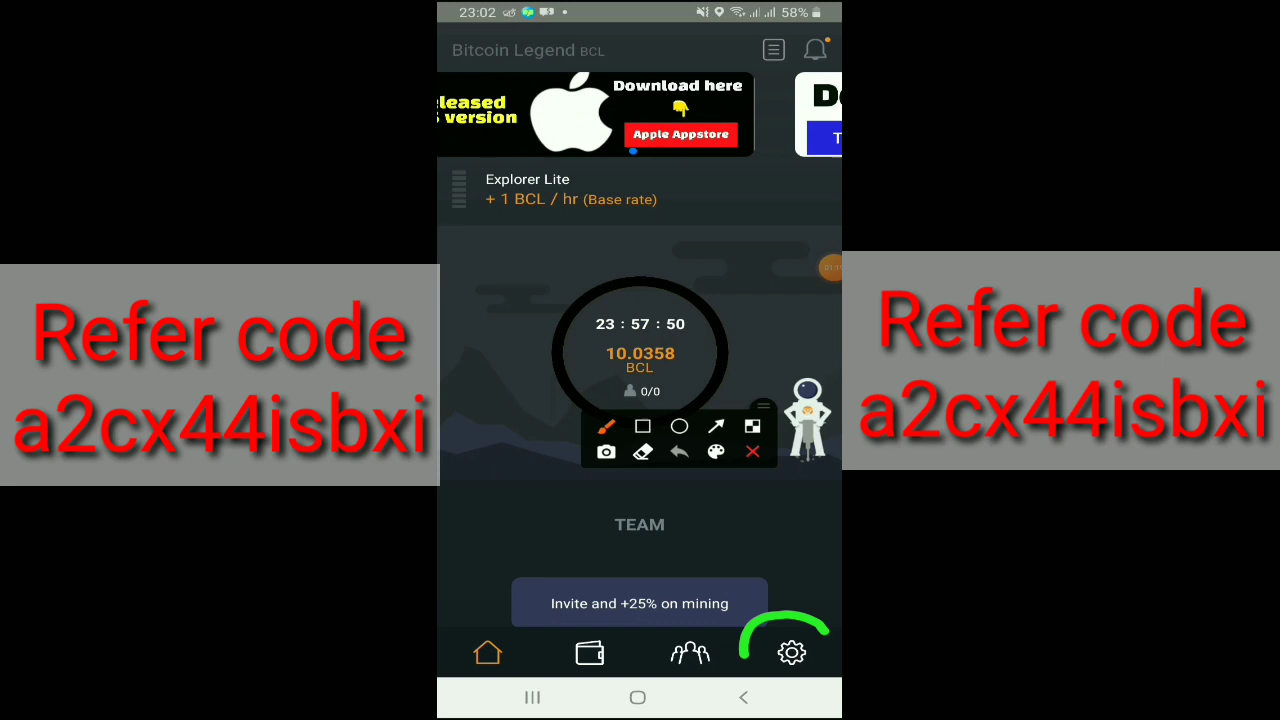 23:02
58%
Bitcoin Legend BCL
leased
version
Download here
Apple Appstore
Explorer Lite
+ 1 BCL / hr (Base rate)
23 : 57 : 50
10.0358
BCL
0/0
TEAM
Invite and +25% on mining
Refer code
a2cx44isbxi
Refer code
a2cx44isbxi